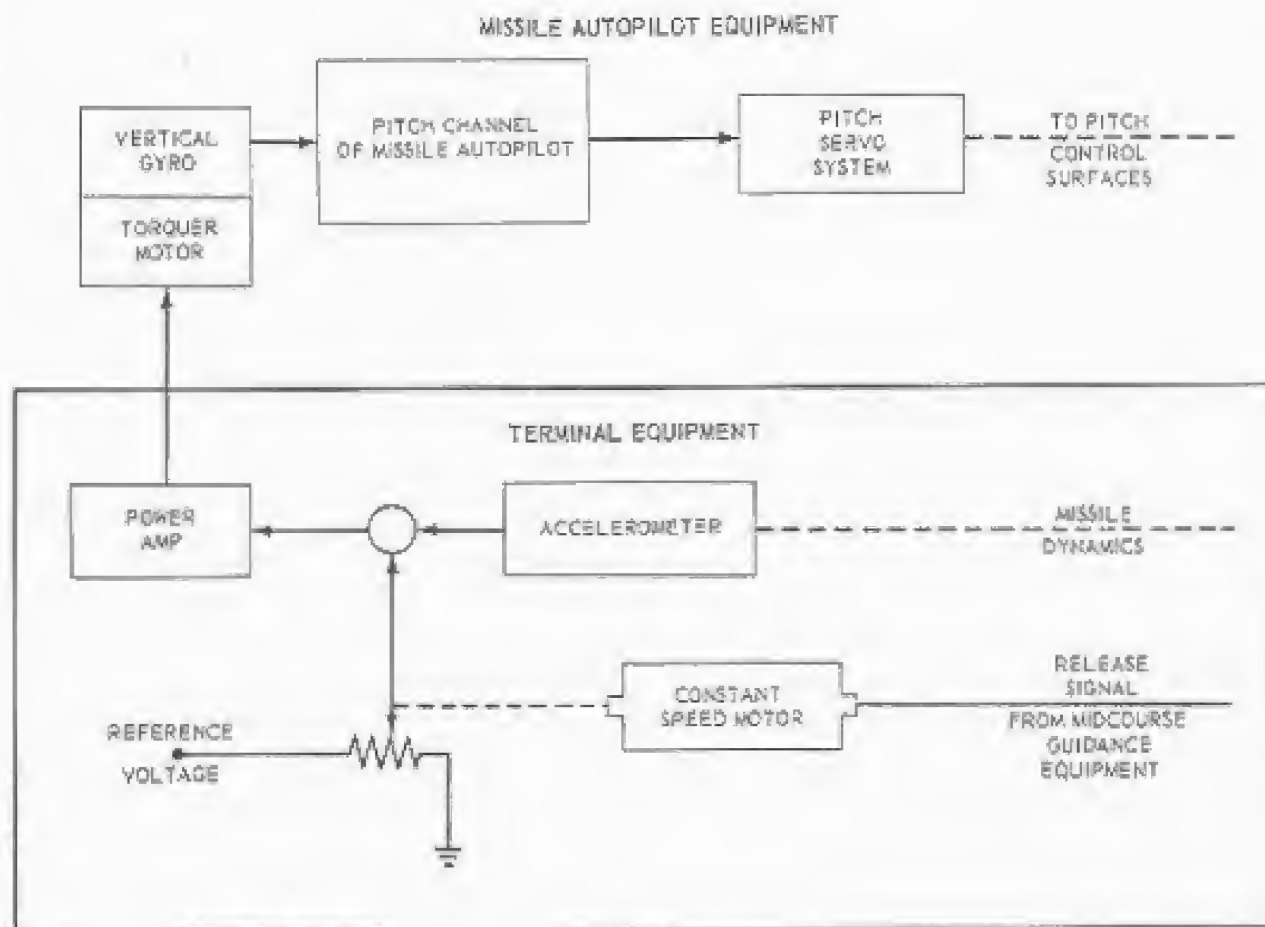 MISSILE AUTOPILOT EQUIPMENT
VERTICAL
GYRO
TORQUER
MOTOR
PITCH CHANNEL
OF MISSILE AUTOPILOT
PITCH
SERVO
SYSTEM
TO PITCH
CONTROL
SURFACES
TERMINAL EQUIPMENT
POWER
AMP
ACCELEROMETER
MISSILE
DYNAMICS
CONSTANT
SPEED MOTOR
RELEASE
SIGNAL
FROM MIDCOURSE
GUIDANCE
EQUIPMENT
REFERENCE
VOLTAGE